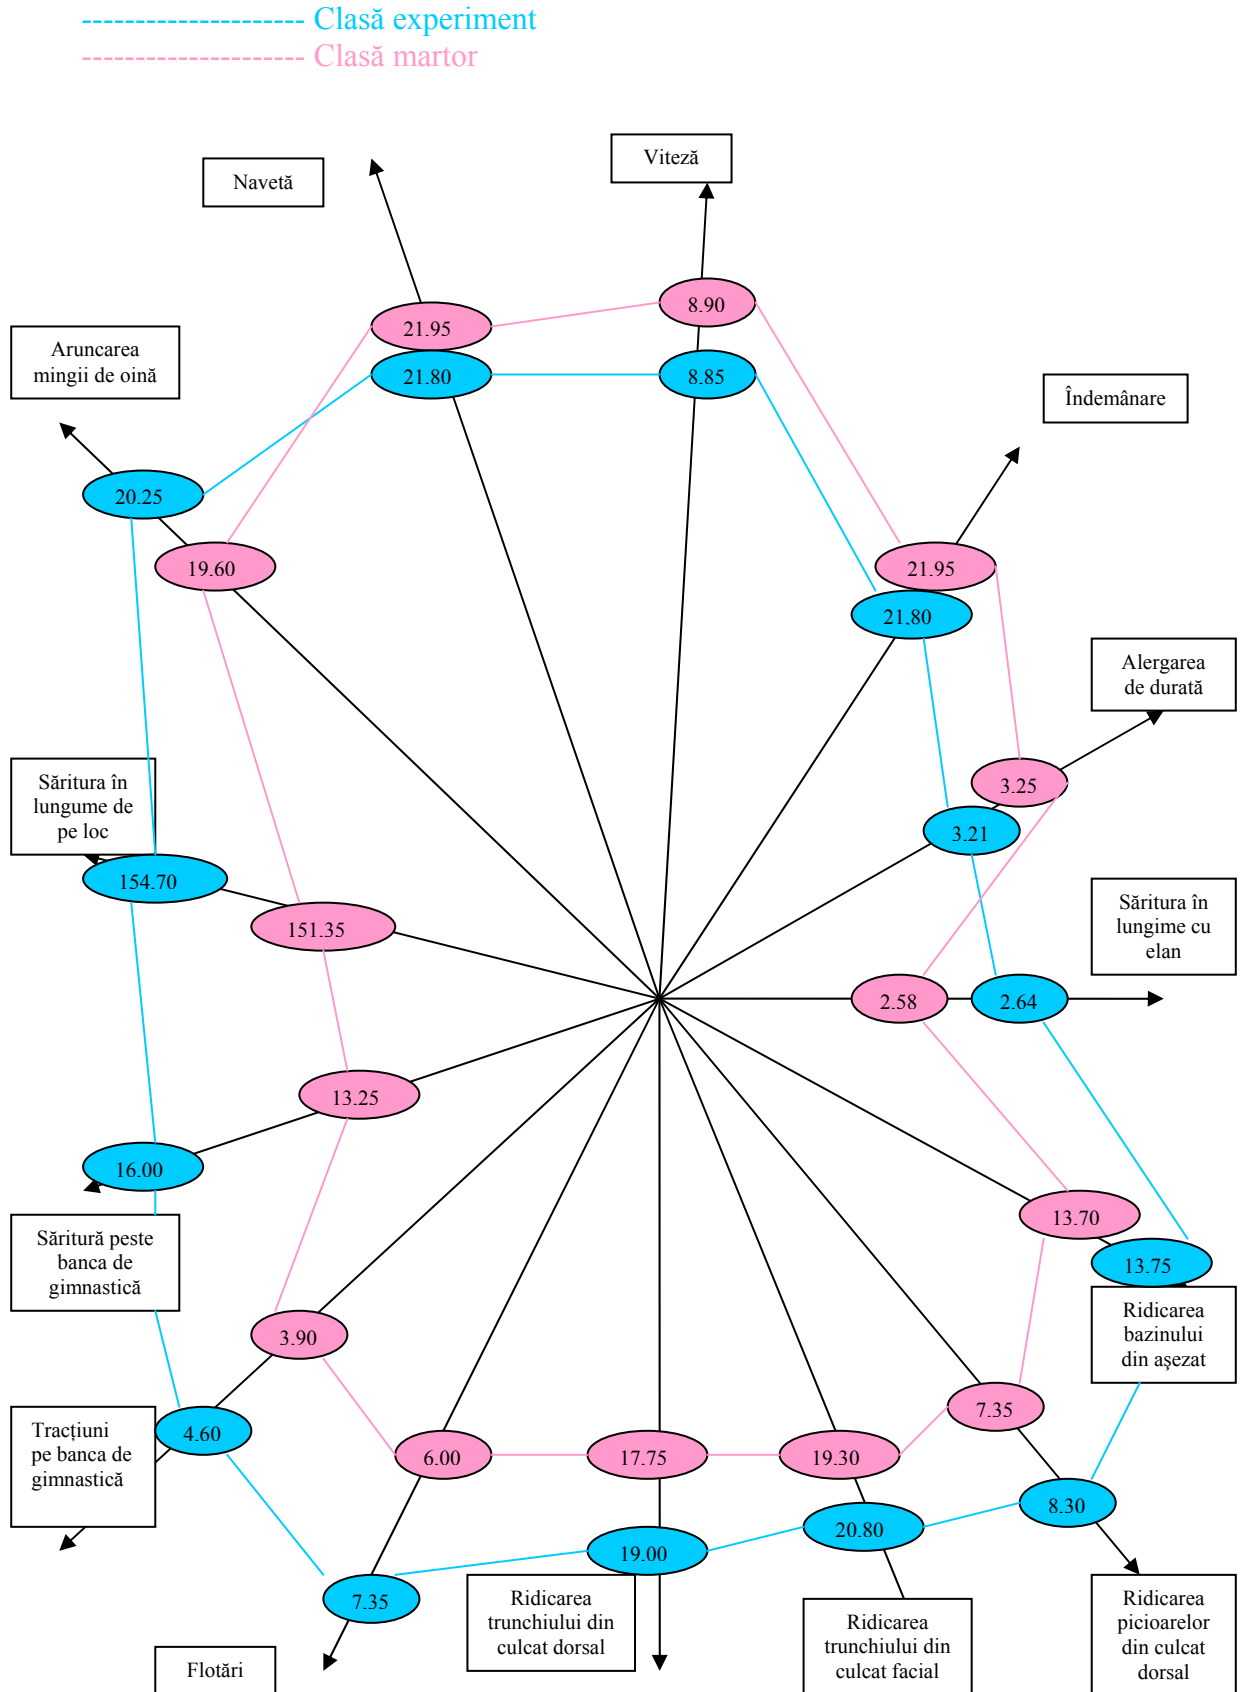 -------------------- Clasă experiment
-------------------- Clasă martor
Viteză
Navetă
8.90
21.95
Aruncarea
mingii de oină
21.80
8.85
Îndemânare
20.25
19.60
21.95
21.80
Alergarea
de durată
Săritura în
lungume de
pe loc
3.25
3.21
154.70
151.35
Săritura în
lungime cu
elan
2.58
2.64
13.25
16.00
Săritură peste
banca de
gimnastică
13.70
13.75
Ridicarea
bazinului
din aşezat
3.90
4.60
Tracţiuni
pe banca de
gimnastică
7.35
6.00
17.75
19.30
8.30
20.80
19.00
7.35
Ridicarea
trunchiului din
culcat dorsal
Ridicarea
trunchiului din
culcat facial
Ridicarea
picioarelor
din culcat
dorsal
Flotări